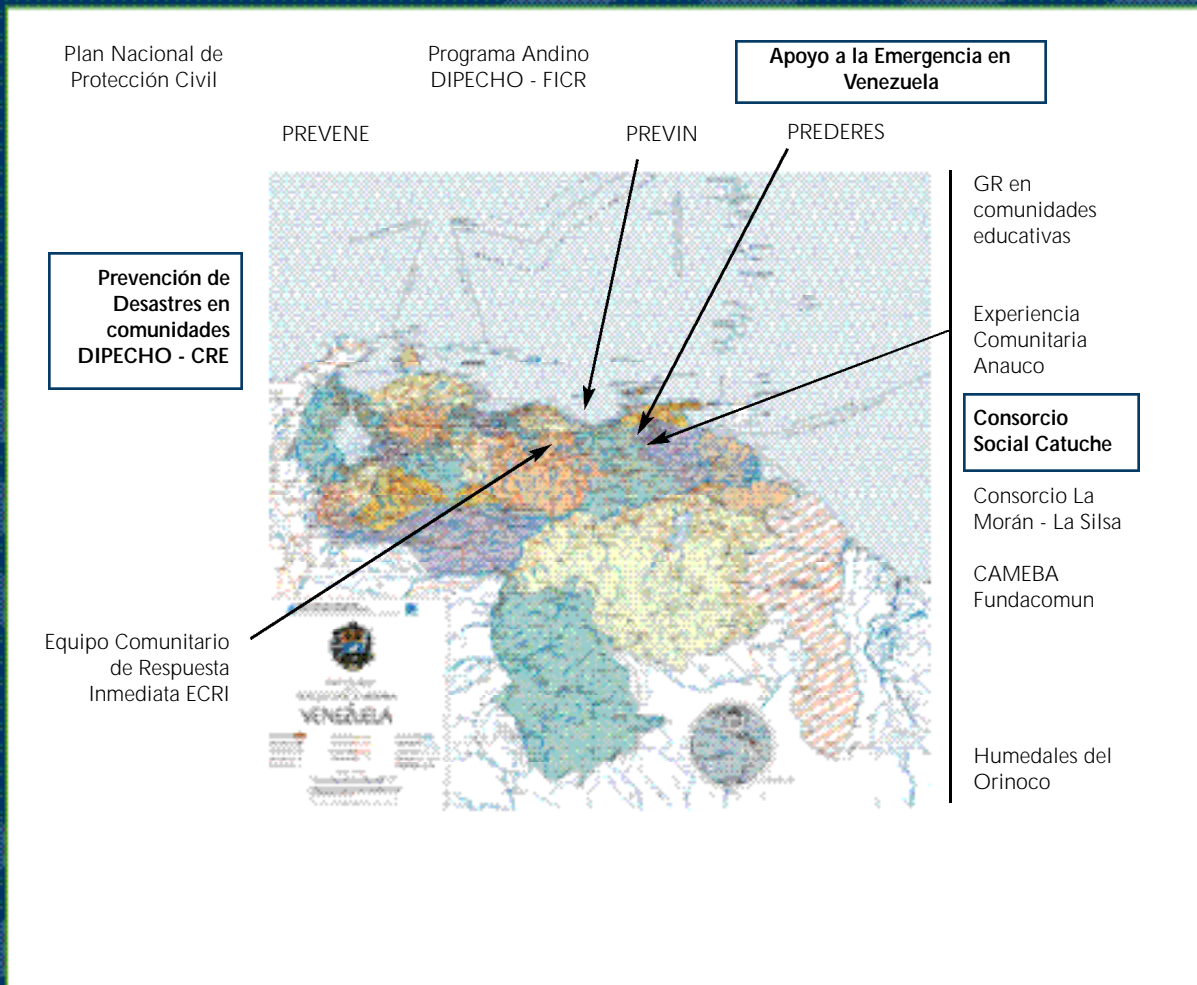 Plan Nacional de
Protección Civil
Programa Andino
DIPECHO - FICR
Apoyo a la Emergencia en
Venezuela
PREVENE
PREVIN
PREDERES
GR en
comunidades
educativas
Prevención de
Desastres en
comunidades
DIPECHO - CRE
Experiencia
Comunitaria
Anauco
Consorcio
Social Catuche
Consorcio La
Morán - La Silsa
CAMEBA
Fundacomun
Equipo Comunitario
de Respuesta
Inmediata ECRI
VENEZUELA
Humedales del
Orinoco